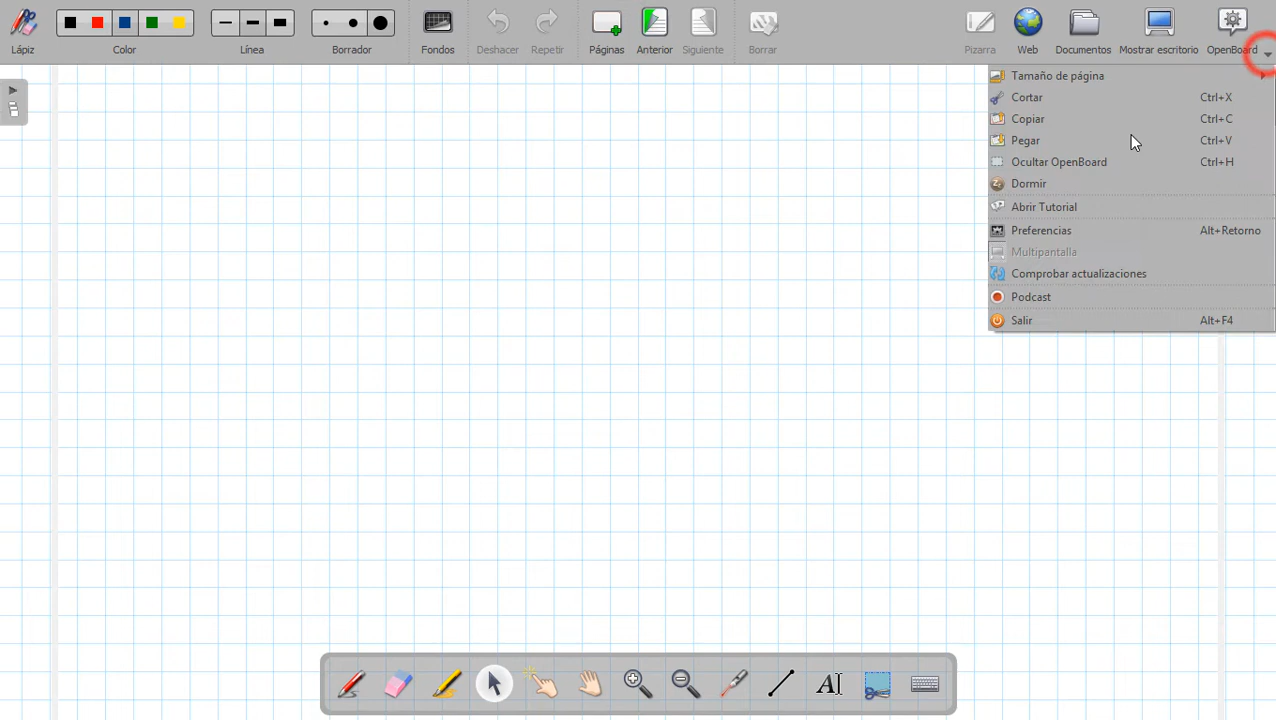 Lápiz
Color
Línea
Borrador
Fondos
Deshacer
Repetir
Páginas
Anterior
Siguiente
Borrar
Pizarra
Web
Documentos
Mostrar escritorio
OpenBoard
Tamaño de página
Cortar Ctrl+X
Copiar Ctrl+C
Pegar Ctrl+V
Ocultar OpenBoard Ctrl+H
Dormir
Abrir Tutorial
Preferencias Alt+Retorno
Multipantalla
Comprobar actualizaciones
Podcast
Salir Alt+F4
A